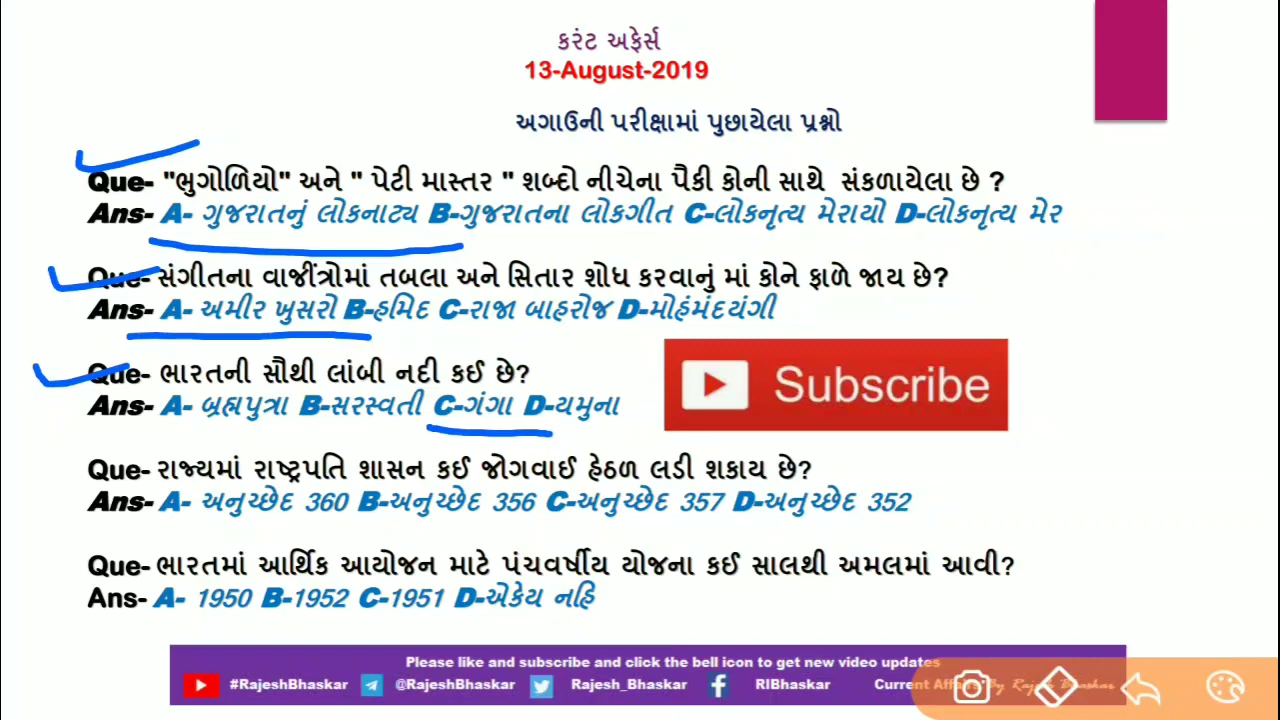 કરંટ અફેર્સ
13-August-2019
અગાઉની પરીક્ષામાં પુછાયેલા પ્રશ્નો
Que- "ભુગોળિયો" અને " પેટી માસ્તર " શબ્દો નીચેના પૈકી કોની સાથે સંકળાયેલા છે ?
Ans- A- ગુજરાતનું લોકનાટ્ય B-ગુજરાતના લોકગીત C-લોકનૃત્ય મેરાયો D-લોકનૃત્ય મેર
Que- સંગીતના વાજીંત્રોમાં તબલા અને સિતાર શોધ કરવાનું માં કોને ફાળે જાય છે?
Ans- A- અમીર ખુસરો B-હમિદ C-રાજા બાહરોજ D-મોહંમંદયંગી
Que- ભારતની સૌથી લાંબી નદી કઈ છે?
Ans- A- બ્રહ્મપુત્રા B-સરસ્વતી C-ગંગા D-યમુના
Subscribe
Que- રાજ્યમાં રાષ્ટ્રપતિ શાસન કઈ જોગવાઈ હેઠળ લડી શકાય છે?
Ans- A- અનુચ્છેદ 360 B-અનુચ્છેદ 356 C-અનુચ્છેદ 357 D-અનુચ્છેદ 352
Que- ભારતમાં આર્થિક આયોજન માટે પંચવર્ષીય યોજના કઈ સાલથી અમલમાં આવી?
Ans- A- 1950 B-1952 C-1951 D-એકેય નહિ
Please like and subscribe and click the bell icon to get new video updates
#RajeshBhaskar @RajeshBhaskar Rajesh_Bhaskar RIBhaskar Current Affairs By Rajesh Bhaskar